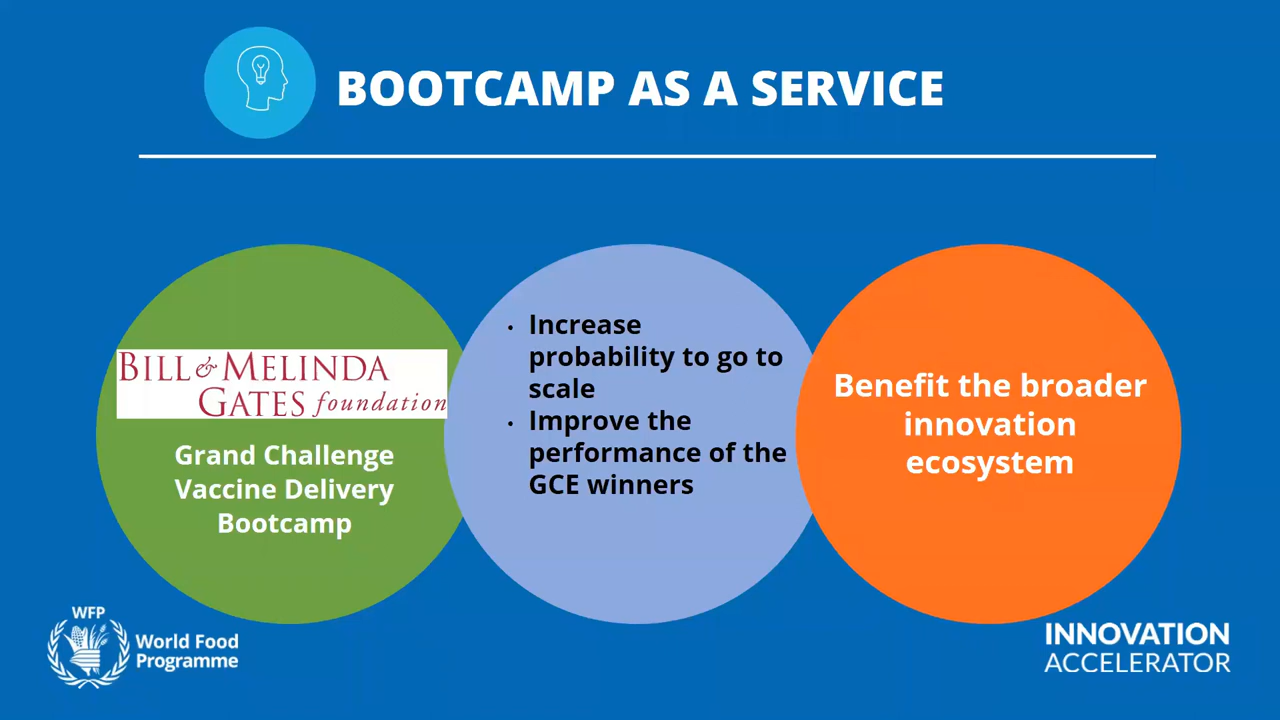 BOOTCAMP AS A SERVICE
BILL & MELINDA
GATES foundation
Grand Challenge
Vaccine Delivery
Bootcamp
• Increase
probability to go to
scale
• Improve the
performance of the
GCE winners
Benefit the broader
innovation
ecosystem
WFP
World Food
Programme
INNOVATION
ACCELERATOR